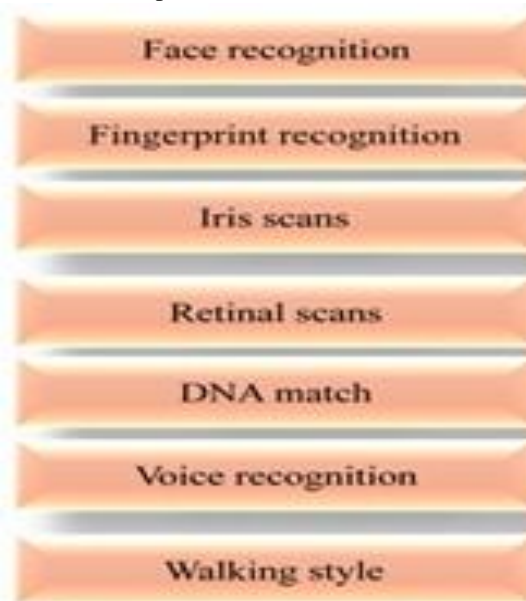 Face recognition
Fingerprint recognition
Iris scans
Retinal scans
DNA match
Voice recognition
Walking style